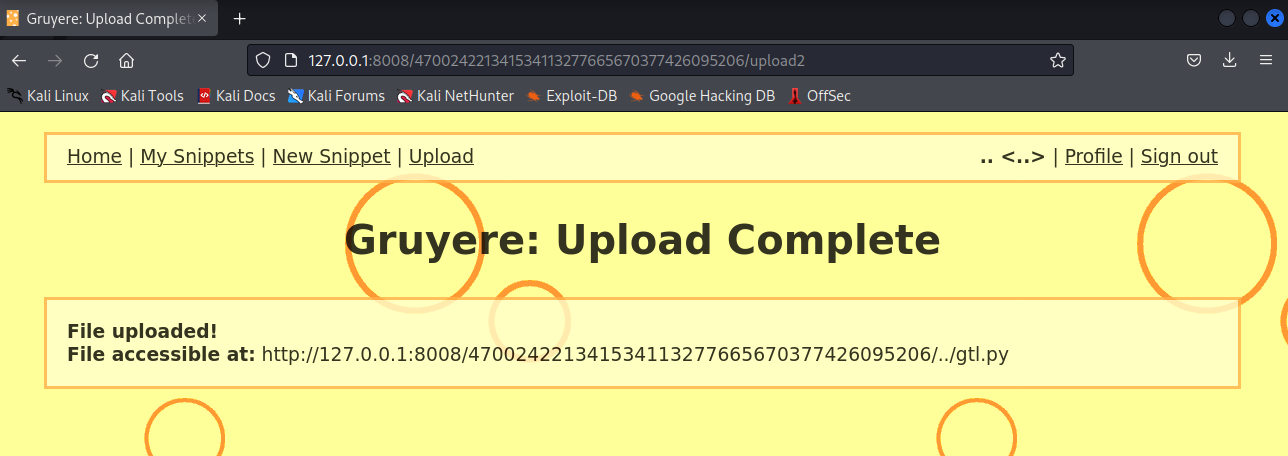 Gruyere: Upload Complet
127.0.0.1:8008/470024221341534113277665670377426095206/upload2
Kali Linux Kali Tools Kali Docs Kali Forums Kali NetHunter Exploit-DB Google Hacking DB OffSec
Home | My Snippets | New Snippet | Upload .. <..> | Profile | Sign out
Gruyere: Upload Complete
File uploaded!
File accessible at: http://127.0.0.1:8008/470024221341534113277665670377426095206/../gtl.py